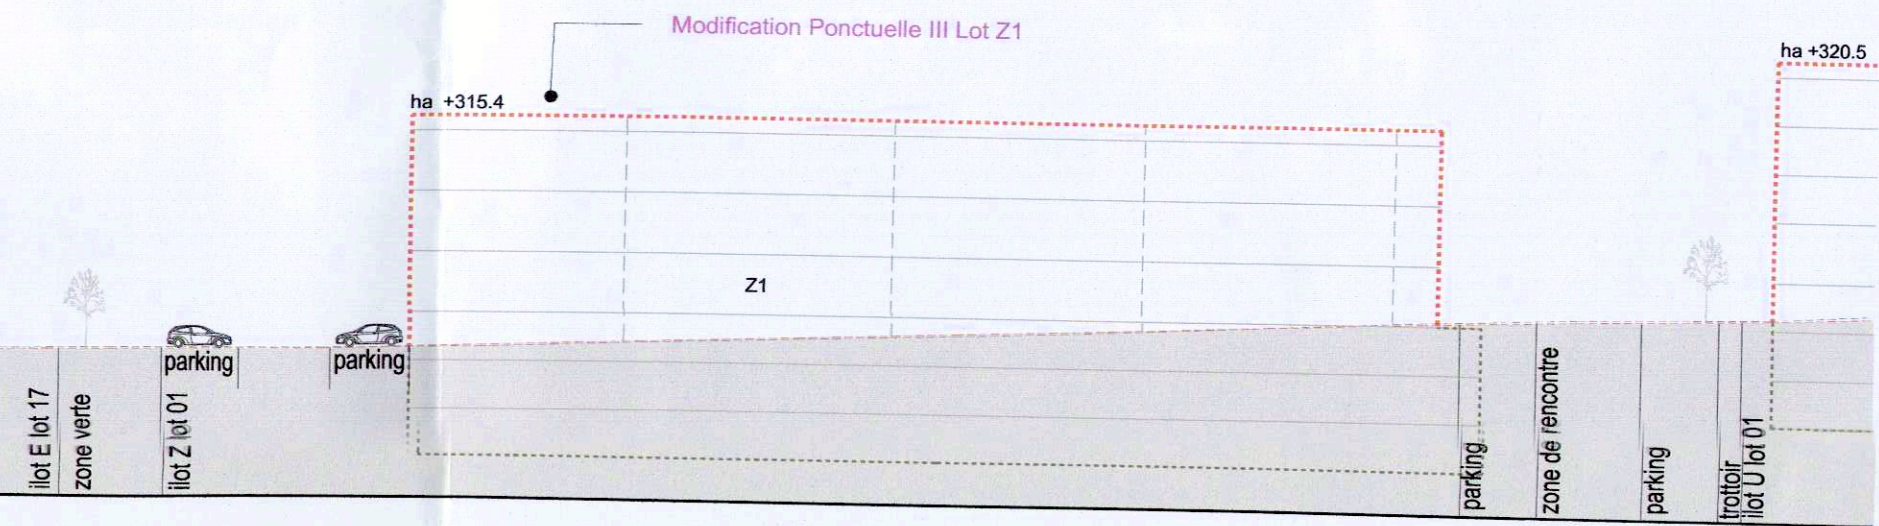 Modification Ponctuelle III Lot Z1
ha +320.5
ha +315.4
Z1
parking
parking
ilot E lot 17
zone verte
ilot Z lot 01
parking
zone de rencontre
parking
trottoir
ilot U lot 01